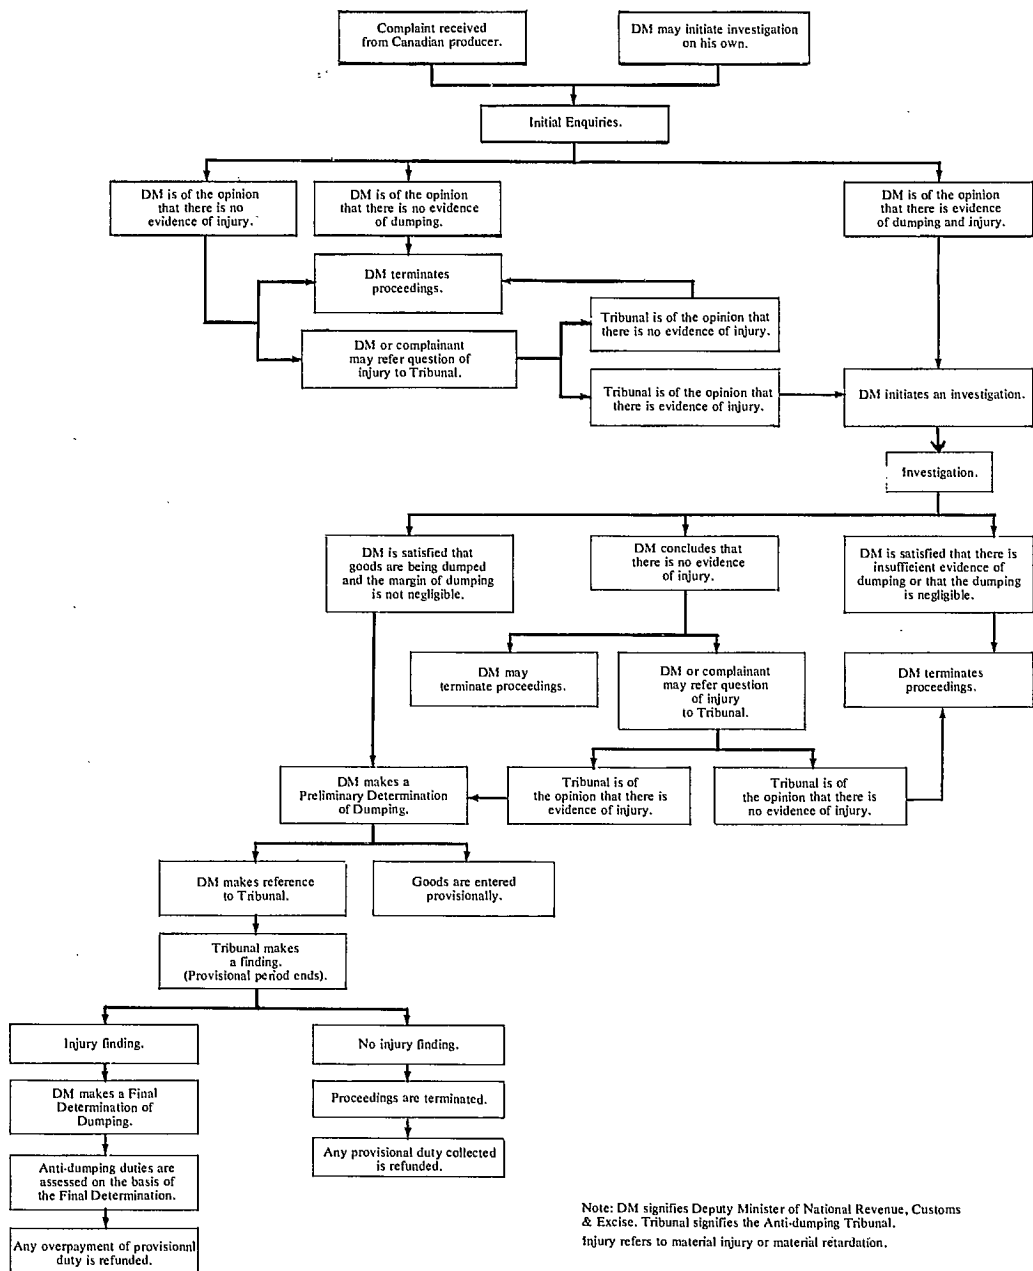 Complaint received
from Canadian producer.
DM may initiate investigation
on his own.
Initial Enquiries.
DM is of the opinion
that there is no
evidence of injury.
DM is of the opinion
that there is no evidence
of dumping.
DM is of the opinion
that there is evidence
of dumping and injury.
DM terminates
proceedings.
Tribunal is of the opinion that
there is no evidence of injury.
DM or complainant
may refer question of
injury to Tribunal.
Tribunal is of the opinion that
there is evidence of injury.
DM initiates an investigation.
Investigation.
DM is satisfied that
goods are being dumped
and the margin of dumping
is not negligible.
DM concludes that
there is no evidence
of injury.
DM is satisfied that there is
insufficient evidence of
dumping or that the dumping
is negligible.
DM may
terminate proceedings.
DM or complainant
may refer question
of injury
to Tribunal.
DM terminates
proceedings.
DM makes a
Preliminary Determination
of Dumping.
Tribunal is of
the opinion that there is
evidence of injury.
Tribunal is of
the opinion that there is
no evidence of injury.
DM makes reference
to Tribunal.
Goods are entered
provisionally.
Tribunal makes
a finding.
(Provisional period ends).
Injury finding.
No injury finding.
DM makes a Final
Determination of
Dumping.
Proceedings are terminated.
Anti-dumping duties are
assessed on the basis of
the Final Determination.
Any provisional duty collected
is refunded.
Any overpayment of provisional
duty is refunded.
Note: DM signifies Deputy Minister of National Revenue, Customs
& Excise. Tribunal signifies the Anti-dumping Tribunal.
Injury refers to material injury or material retardation.